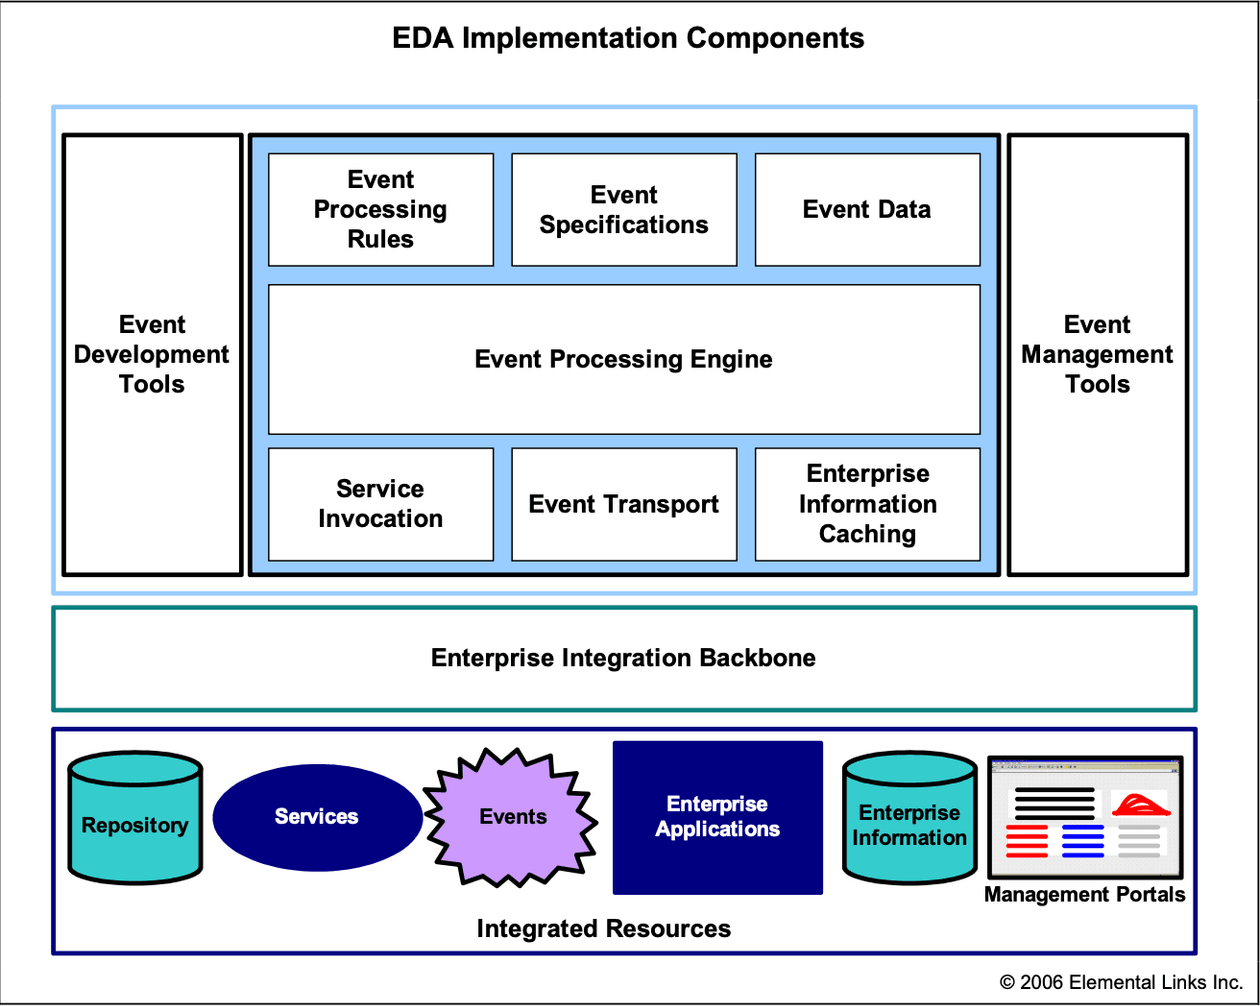 EDA Implementation Components
Event
Processing
Rules
Event
Specifications
Event Data
Event
Development
Tools
Event Processing Engine
Event
Management
Tools
Service
Invocation
Event Transport
Enterprise
Information
Caching
Enterprise Integration Backbone
Repository
Services
Events
Enterprise
Applications
Enterprise
Information
Management Portals
Integrated Resources
© 2006 Elemental Links Inc.